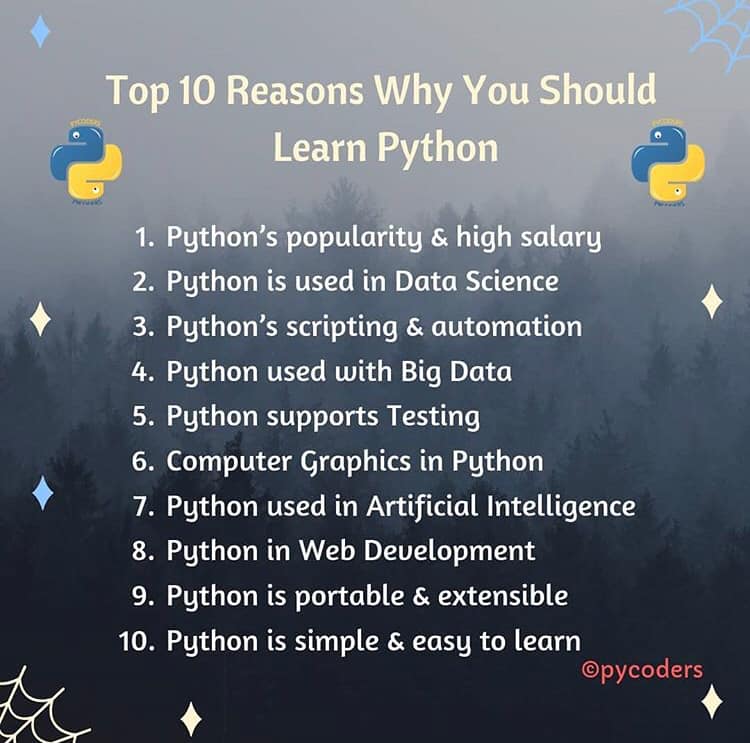 Top 10 Reasons Why You Should
Learn Python
PYCODERS
PYCODERS
1. Python's popularity & high salary
2. Python is used in Data Science
3. Python's scripting & automation
4. Python used with Big Data
5. Python supports Testing
6. Computer Graphics in Python
7. Python used in Artificial Intelligence
8. Python in Web Development
9. Python is portable & extensible
10. Python is simple & easy to learn
©pycoders